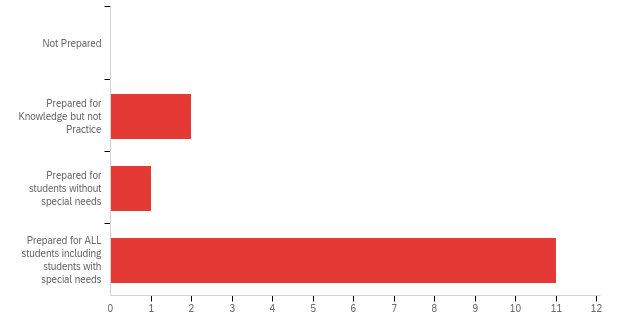 Not Prepared
Prepared for
Knowledge but not
Practice
Prepared for
students without
special needs
Prepared for ALL
students including
students with
special needs
0 1 2 3 4 5 6 7 8 9 10 11 12